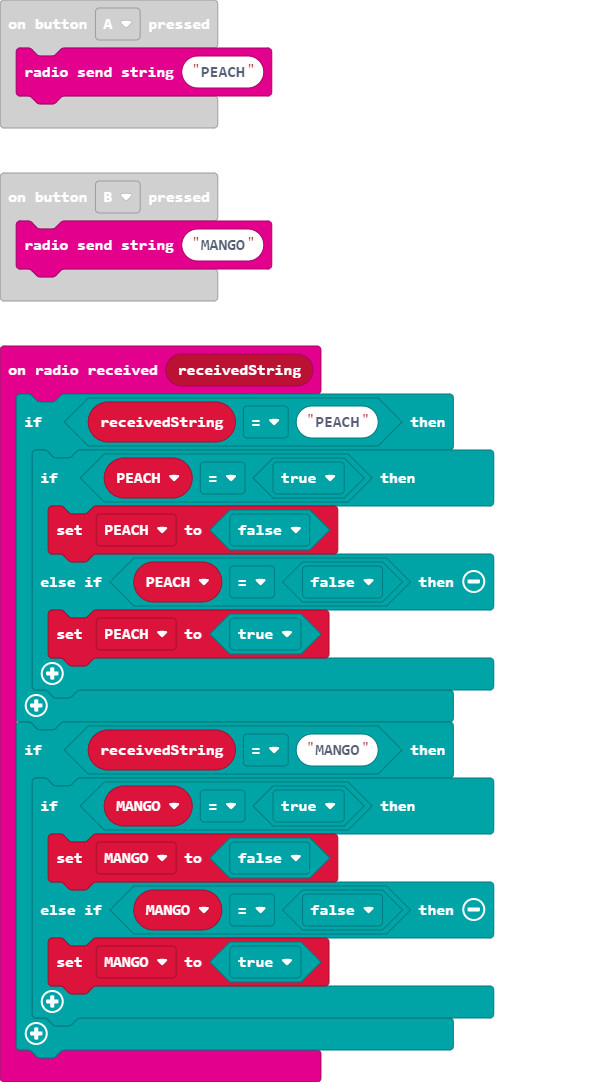 on button A pressed
radio send string "PEACH"
on button B pressed
radio send string "MANGO"
on radio received receivedString
if receivedString = "PEACH" then
if PEACH = true then
set PEACH to false
else if PEACH = false then
set PEACH to true
if receivedString = "MANGO" then
if MANGO = true then
set MANGO to false
else if MANGO = false then
set MANGO to true